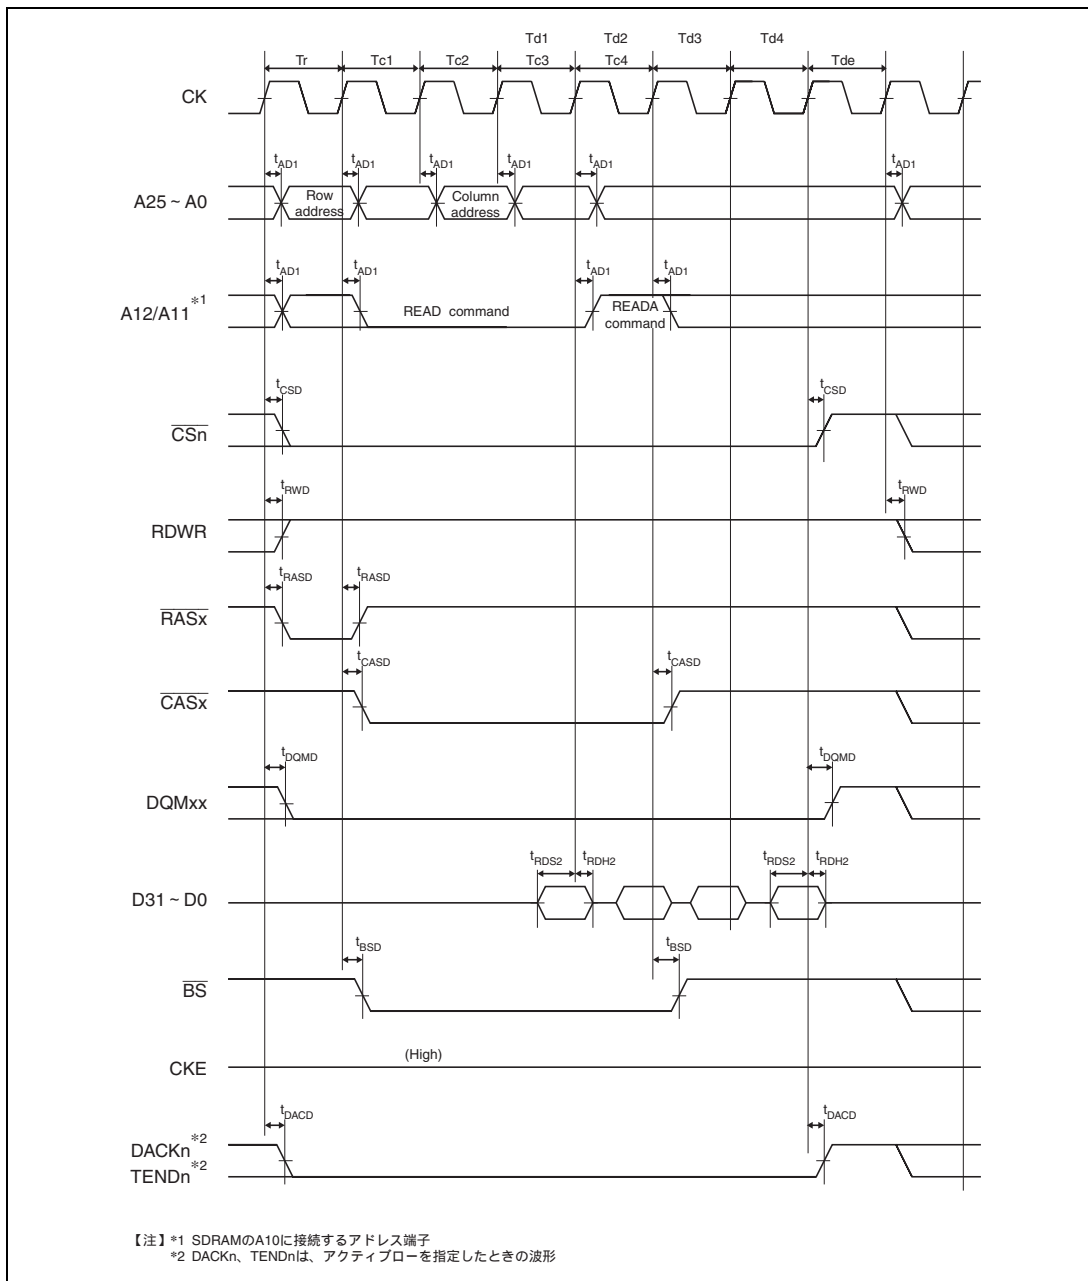 Td1 Td2 Td3 Td4
Tr Tc1 Tc2 Tc3 Tc4 Tde
CK
tAD1 tAD1 tAD1 tAD1 tAD1 tAD1
A25 ~ A0
Row address
Column address
tAD1 tAD1 tAD1 tAD1
A12/A11*1
READ command
READA command
tCSD tCSD
CSn
tRWD tRWD
RDWR
tRASD tRASD
RASx
tCASD tCASD
CASx
tDQMD tDQMD
DQMxx
tRDS2 tRDH2 tRDS2 tRDH2
D31 ~ D0
tBSD tBSD
BS
(High)
CKE
tDACD tDACD
DACKn*2
TENDn*2
【注】*1 SDRAMのA10に接続するアドレス端子
*2 DACKn、TENDnは、アクティブローを指定したときの波形